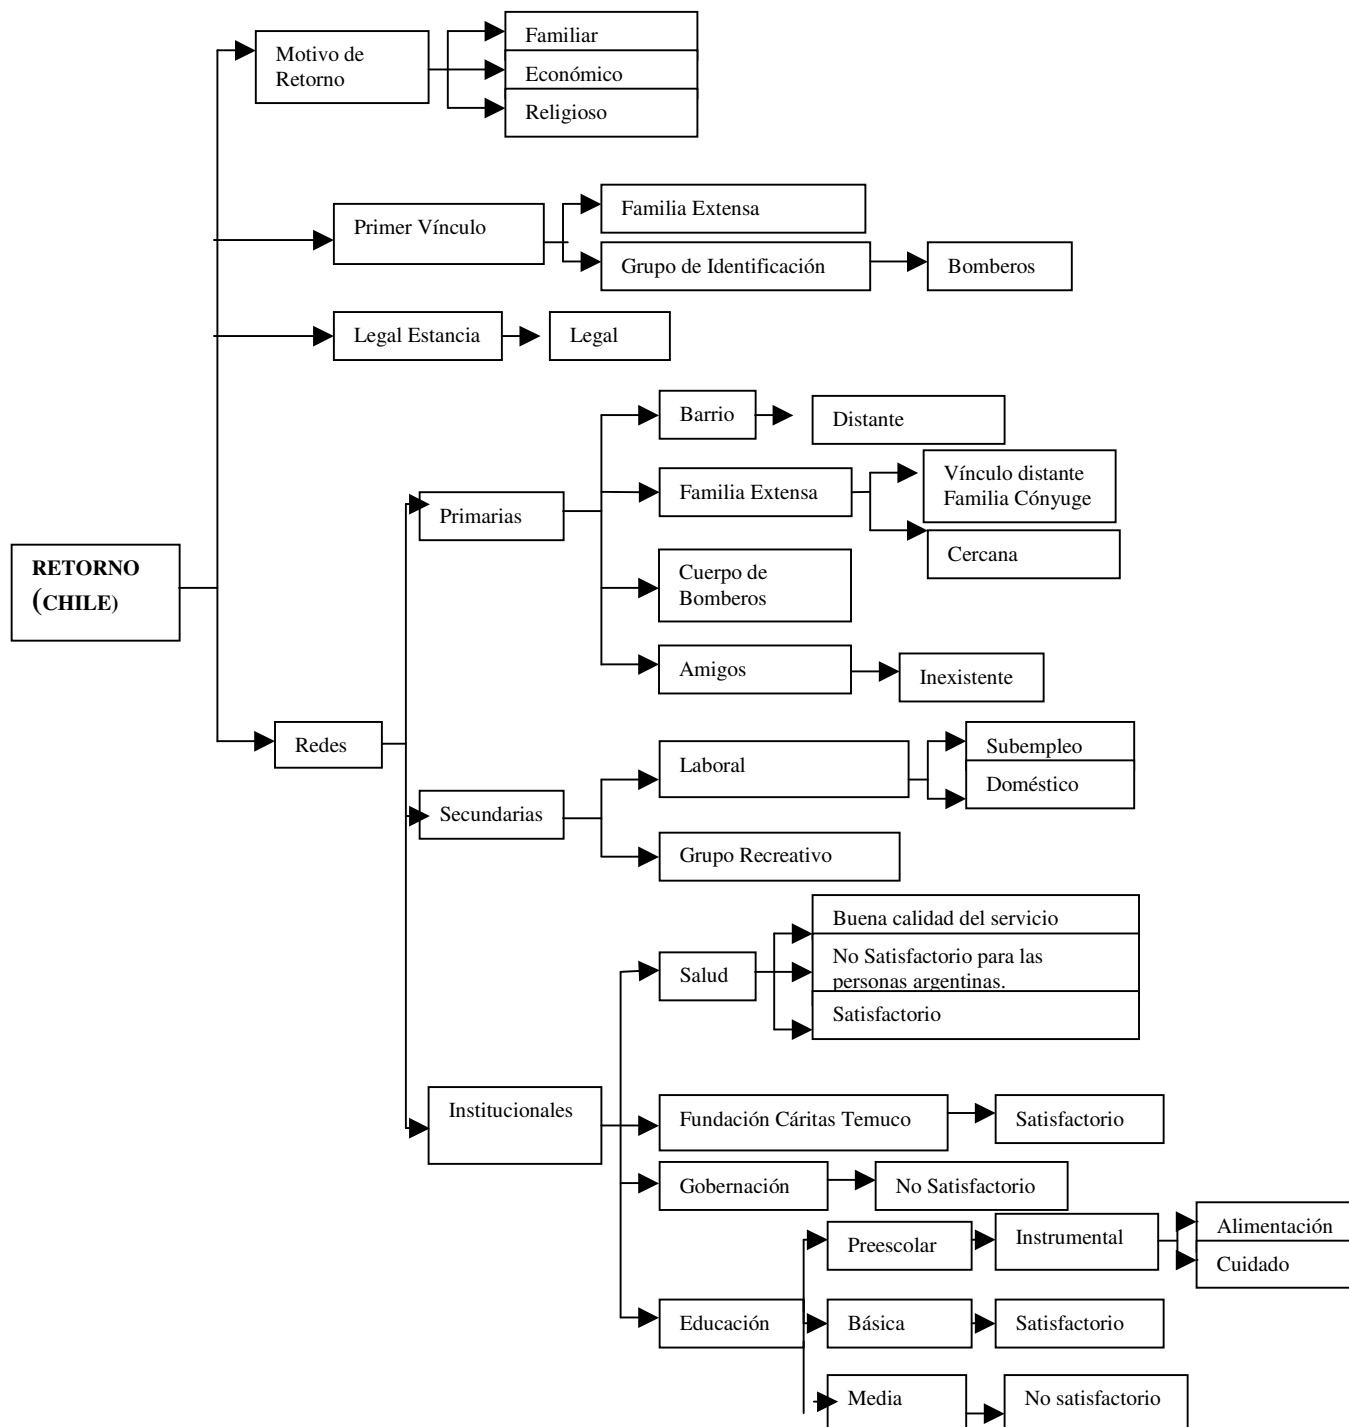 Familiar
Motivo de
Retorno
Económico
Religioso
Familia Extensa
Primer Vínculo
Grupo de Identificación
Bomberos
Legal Estancia
Legal
Barrio
Distante
Vínculo distante
Familia Cónyuge
Familia Extensa
Primarias
Cercana
RETORNO
(CHILE)
Cuerpo de
Bomberos
Amigos
Inexistente
Redes
Subempleo
Laboral
Doméstico
Secundarias
Grupo Recreativo
Buena calidad del servicio
Salud
No Satisfactorio para las
personas argentinas.
Satisfactorio
Institucionales
Fundación Cáritas Temuco
Satisfactorio
Gobernación
No Satisfactorio
Preescolar
Instrumental
Alimentación
Cuidado
Educación
Básica
Satisfactorio
Media
No satisfactorio